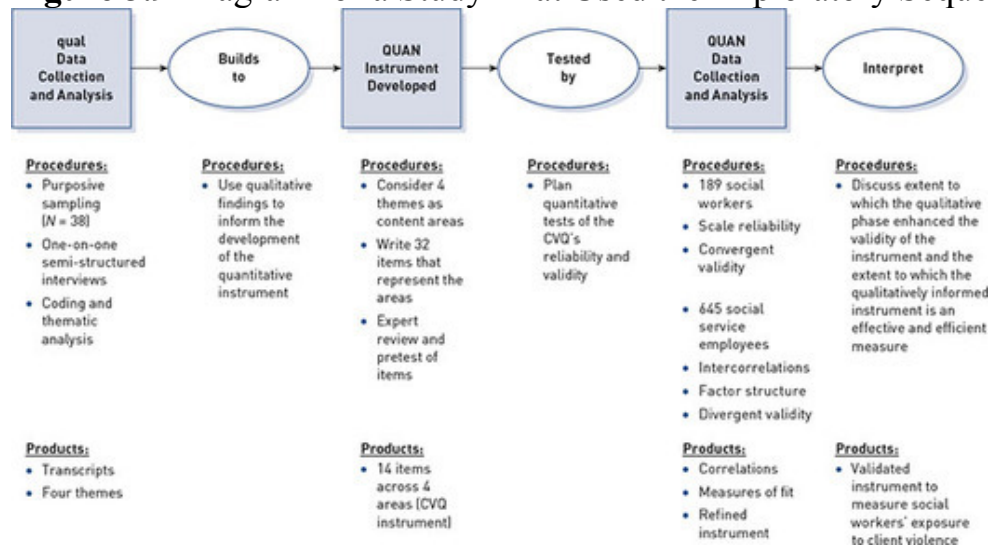 qual
Data
Collection
and Analysis
Builds
to
QUAN
Instrument
Developed
Tested
by
QUAN
Data
Collection
and Analysis
Interpret
Procedures:
• Purposive
sampling
(N = 38)
• One-on-one
semi-structured
interviews
• Coding and
thematic
analysis
Procedures:
• Use qualitative
findings to
inform the
development
of the
quantitative
instrument
Procedures:
• Consider 4
themes as
content areas
• Write 32
items that
represent the
areas
• Expert
review and
pretest of
items
Procedures:
• Plan
quantitative
tests of the
CVQ's
reliability and
validity
Procedures:
• 189 social
workers
• Scale reliability
• Convergent
validity
• 645 social
service
employees
• Intercorrelations
• Factor structure
• Divergent validity
Procedures:
• Discuss extent to
which the qualitative
phase enhanced the
validity of the
instrument and the
extent to which the
qualitatively informed
instrument is an
effective and efficient
measure
Products:
• Transcripts
• Four themes
Products:
• 14 items
across 4
areas (CVQ
instrument)
Products:
• Correlations
• Measures of fit
• Refined
instrument
Products:
• Validated
instrument to
measure social
workers' exposure
to client violence